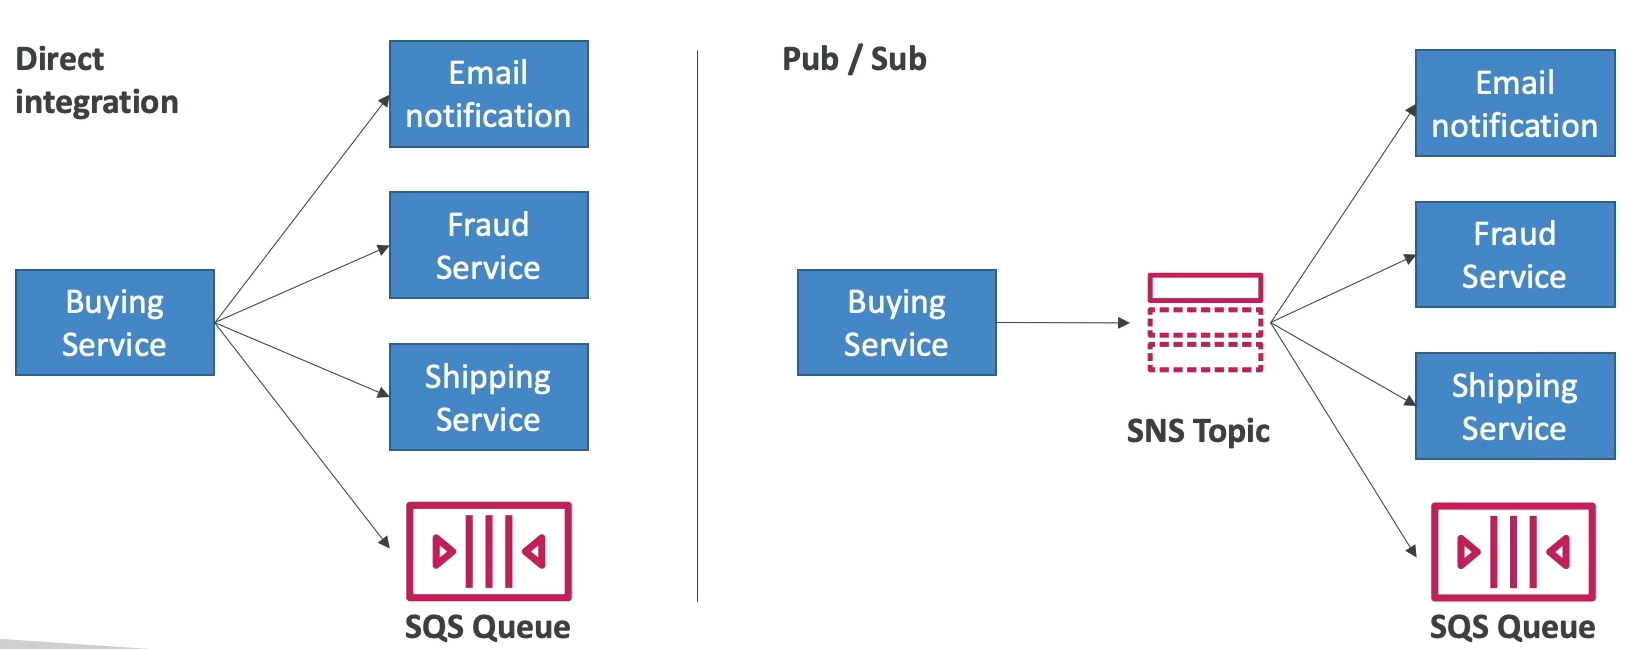 Direct
integration
Email
notification
Fraud
Service
Buying
Service
Shipping
Service
SQS Queue
Pub / Sub
Buying
Service
SNS Topic
Email
notification
Fraud
Service
Shipping
Service
SQS Queue